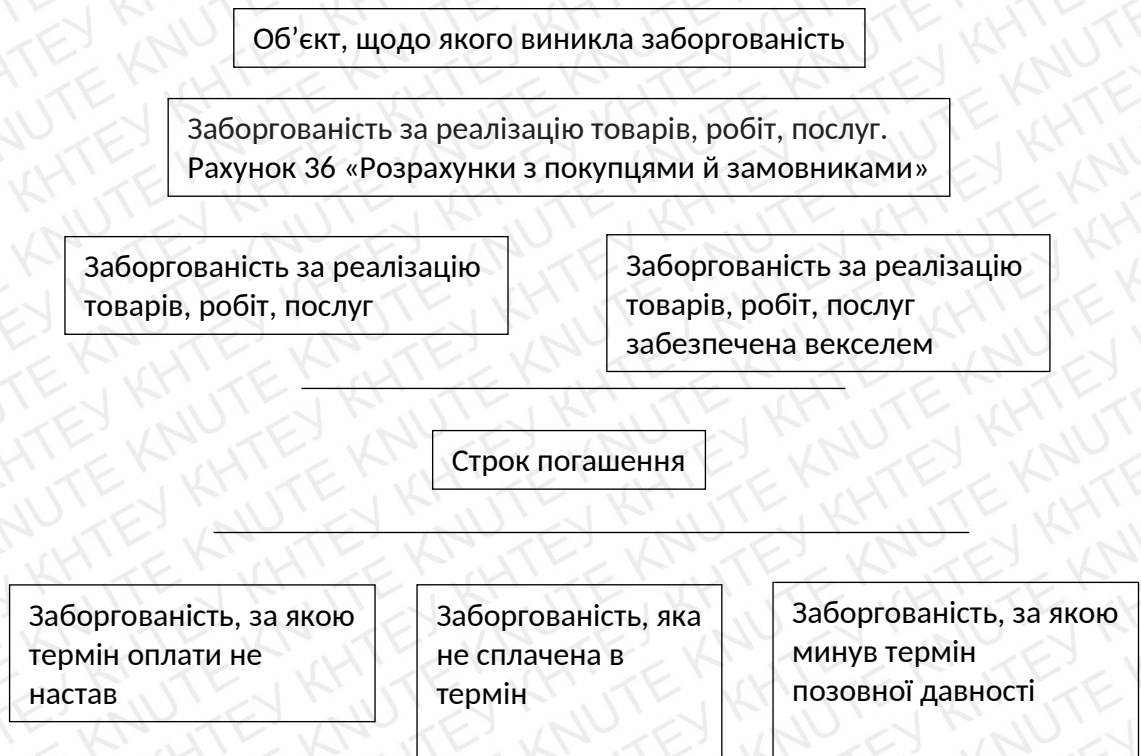 Об’єкт, щодо якого виникла заборгованість
Заборгованість за реалізацію товарів, робіт, послуг.
Рахунок 36 «Розрахунки з покупцями й замовниками»
Заборгованість за реалізацію
товарів, робіт, послуг
Заборгованість за реалізацію
товарів, робіт, послуг
забезпечена векселем
Строк погашення
Заборгованість, за якою
термін оплати не
настав
Заборгованість, яка
не сплачена в
термін
Заборгованість, за якою
минув термін
позовної давності